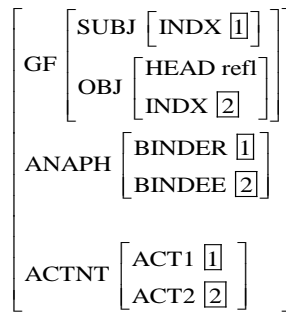 SUBJ [INDX 1]
GF
HEAD refl
OBJ
INDX 2
BINDER 1
ANAPH
BINDEE 2
ACT1 1
ACTNT
ACT2 2